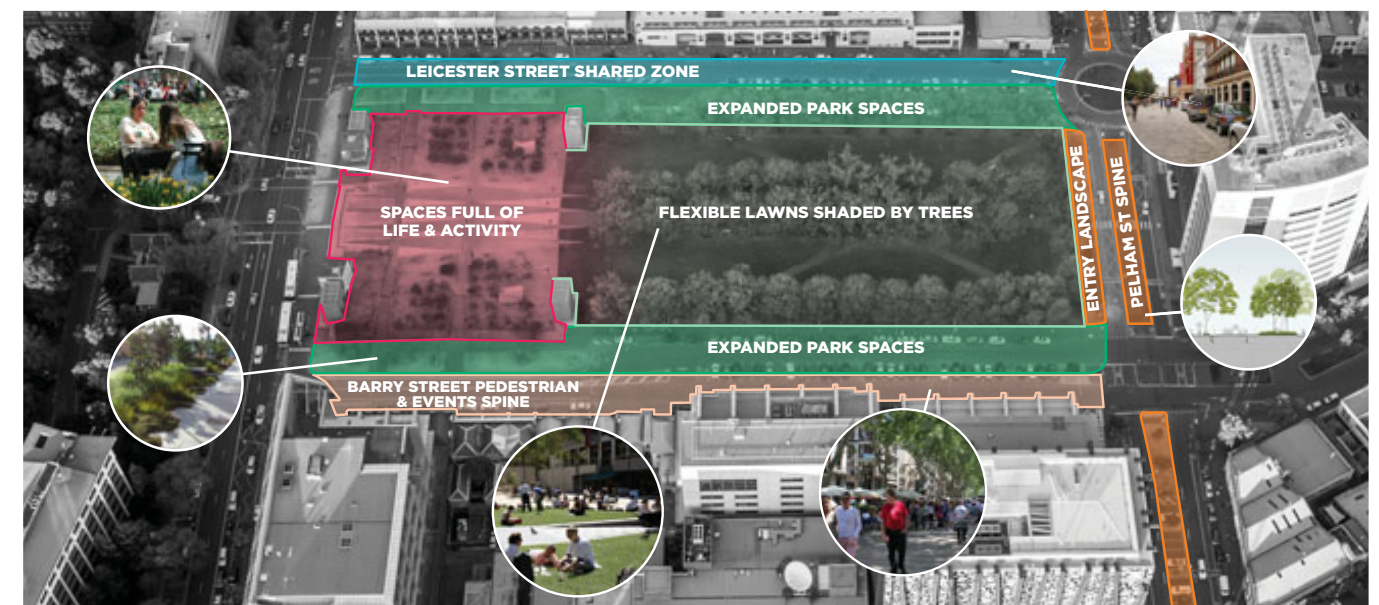 LEICESTER STREET SHARED ZONE
EXPANDED PARK SPACES
SPACES FULL OF
LIFE & ACTIVITY
FLEXIBLE LAWNS SHADED BY TREES
ENTRY LANDSCAPE
PELHAM ST SPINE
EXPANDED PARK SPACES
BARRY STREET PEDESTRIAN
& EVENTS SPINE